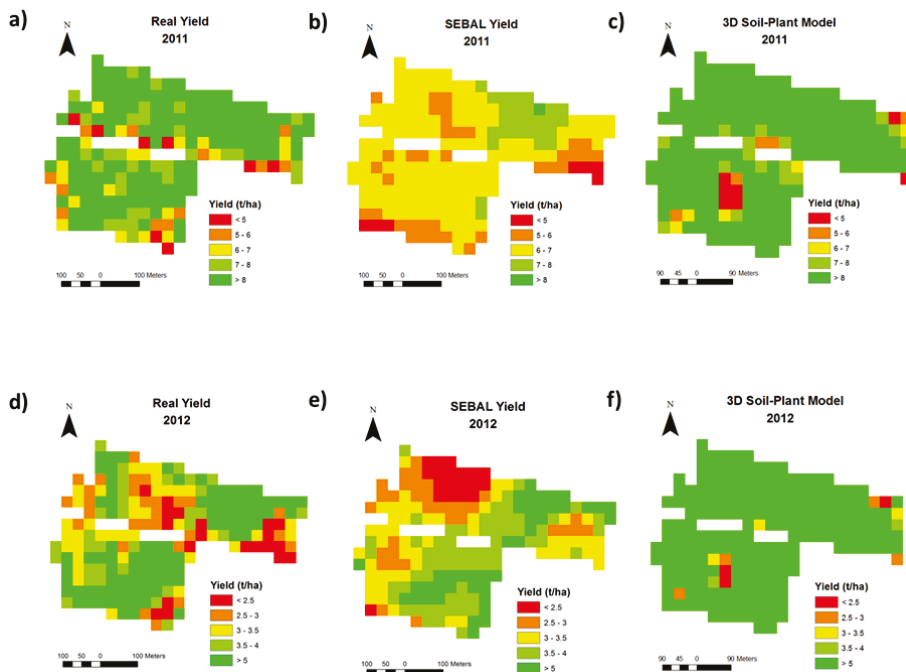 a)
Real Yield
2011
N
Yield (t/ha)
< 5
5 - 6
6 - 7
7 - 8
> 8
100 50 0 100 Meters
b)
SEBAL Yield
2011
N
Yield (t/ha)
< 5
5 - 6
6 - 7
7 - 8
> 8
100 50 0 100
c)
3D Soil-Plant Model
2011
N
Yield (t/ha)
< 5
5 - 6
6 - 7
7 - 8
> 8
90 45 0 90 Meters
d)
Real Yield
2012
N
Yield (t/ha)
< 2.5
2.5 - 3
3 - 3.5
3.5 - 4
> 5
100 50 0 100 Meters
e)
SEBAL Yield
2012
N
Yield (t/ha)
< 2.5
2.5 - 3
3 - 3.5
3.5 - 4
> 5
100 50 0 100 Meters
f)
3D Soil-Plant Model
2012
N
Yield (t/ha)
< 2.5
2.5 - 3
3 - 3.5
3.5 - 4
> 5
90 45 0 90 Meters